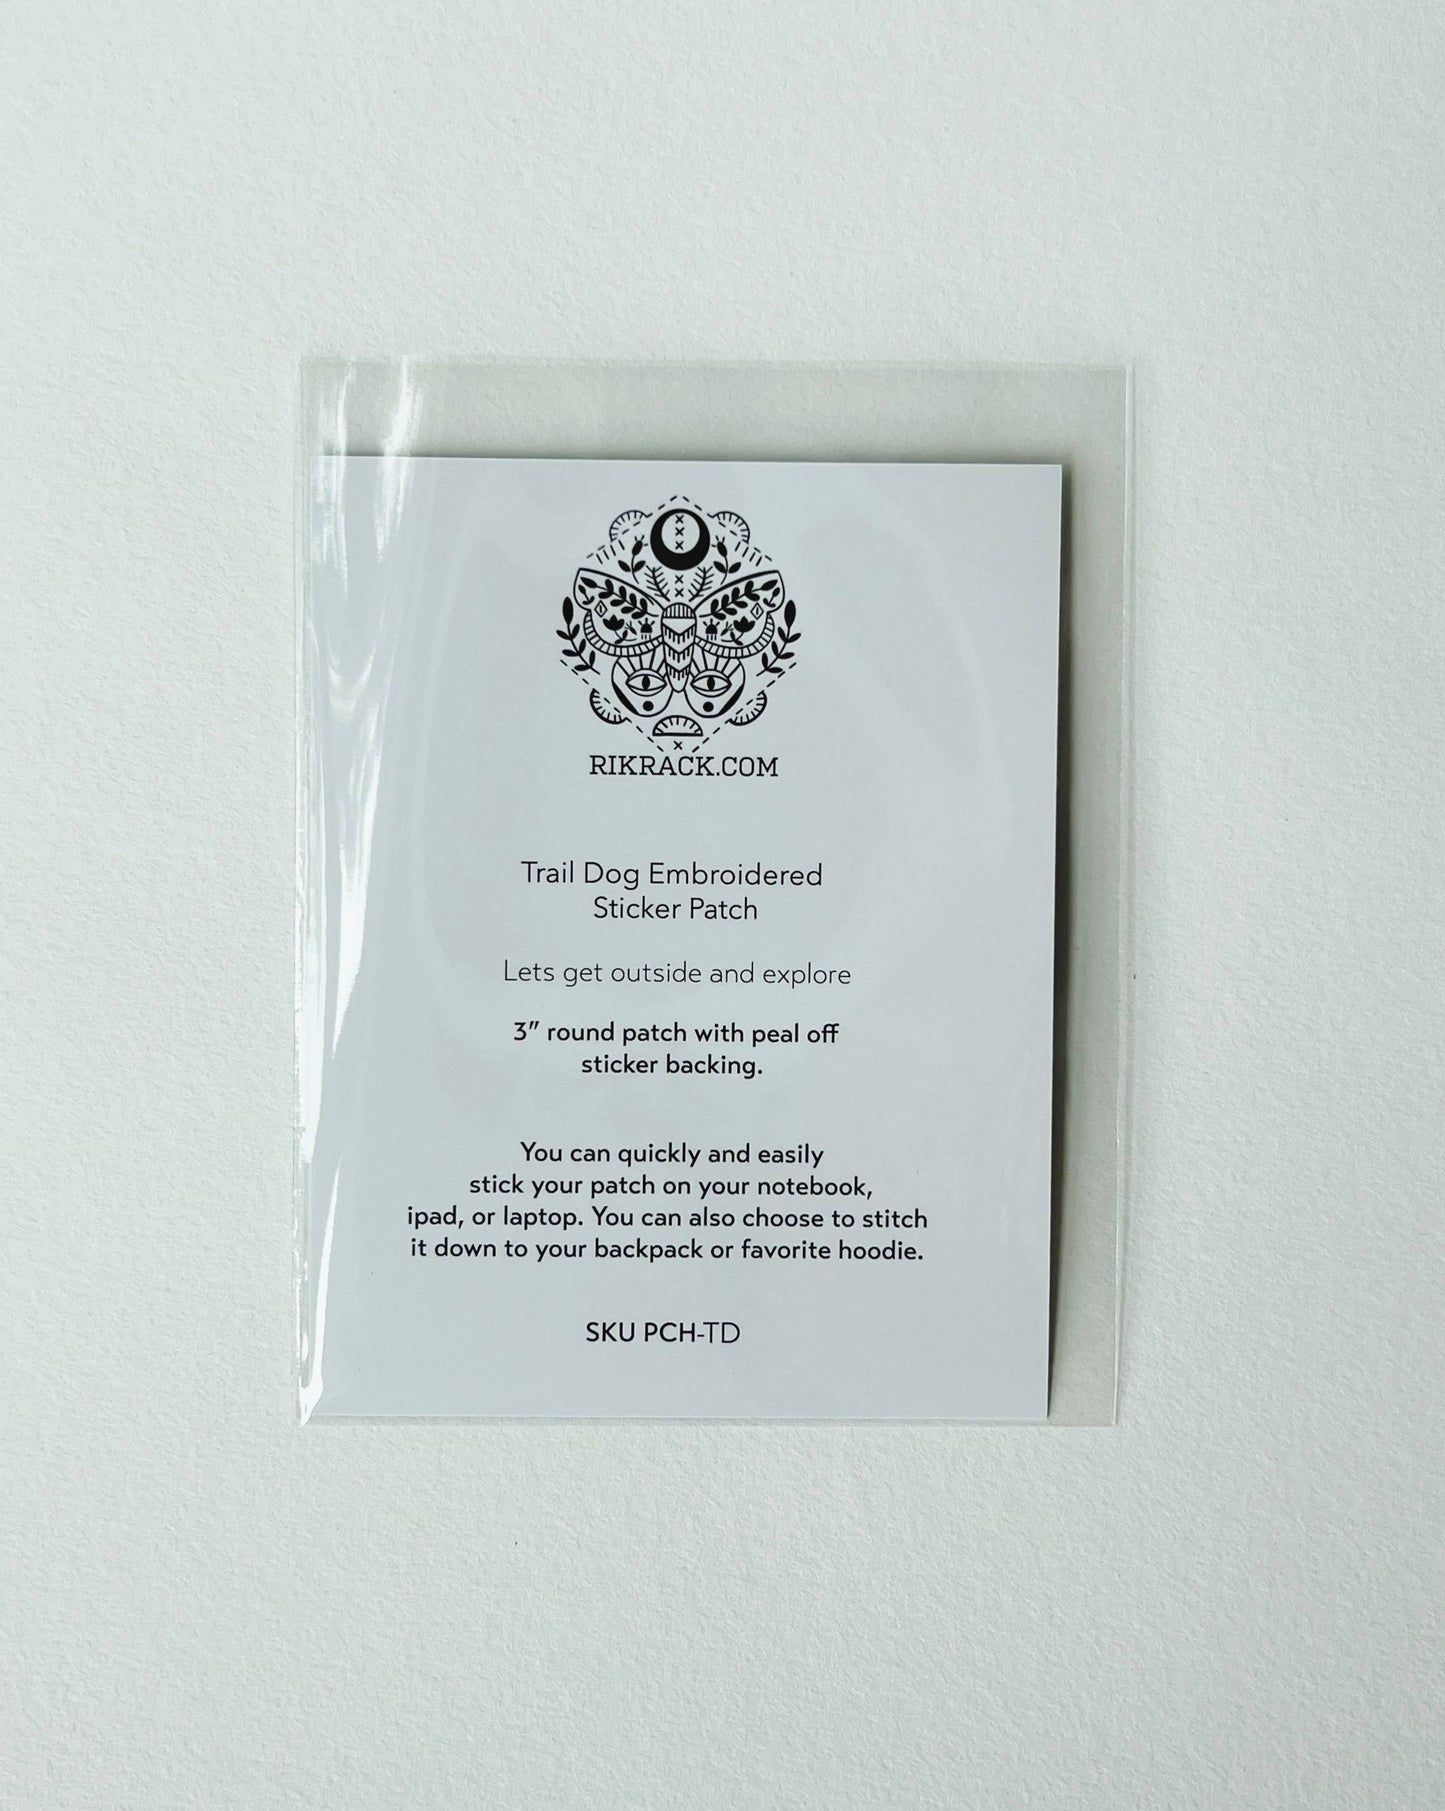 RIKRACK.COM
Trail Dog Embroidered
Sticker Patch
Lets get outside and explore
3" round patch with peal off
sticker backing.
You can quickly and easily
stick your patch on your notebook,
ipad, or laptop. You can also choose to stitch
it down to your backpack or favorite hoodie.
SKU PCH-TD